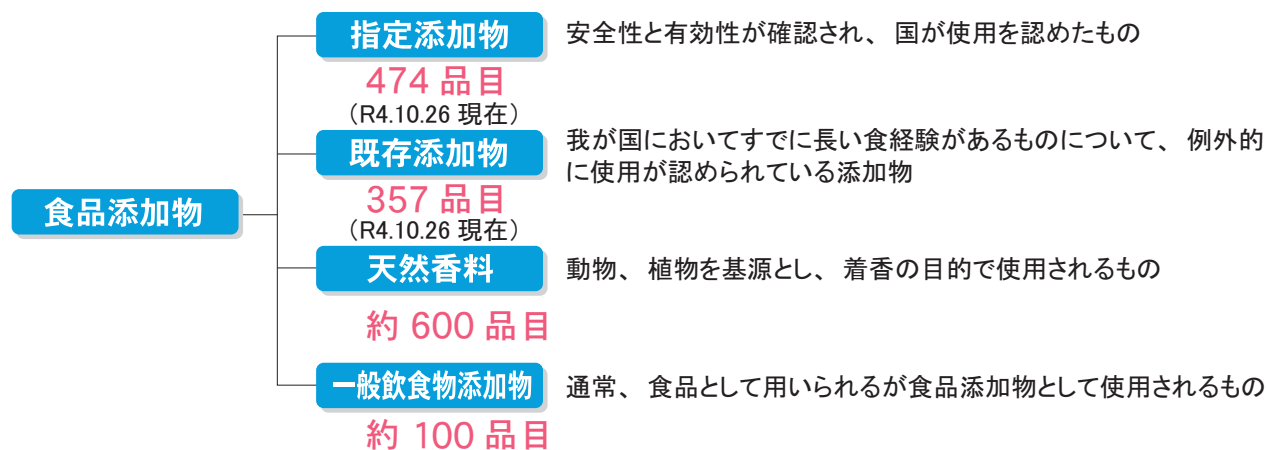 食品添加物
指定添加物
安全性と有効性が確認され、国が使用を認めたもの
474 品目
（R4.10.26 現在）
既存添加物
我が国においてすでに長い食経験があるものについて、例外的
に使用が認められている添加物
357 品目
（R4.10.26 現在）
天然香料
動物、植物を基源とし、着香の目的で使用されるもの
約 600 品目
一般飲食物添加物
通常、食品として用いられるが食品添加物として使用されるもの
約 100 品目